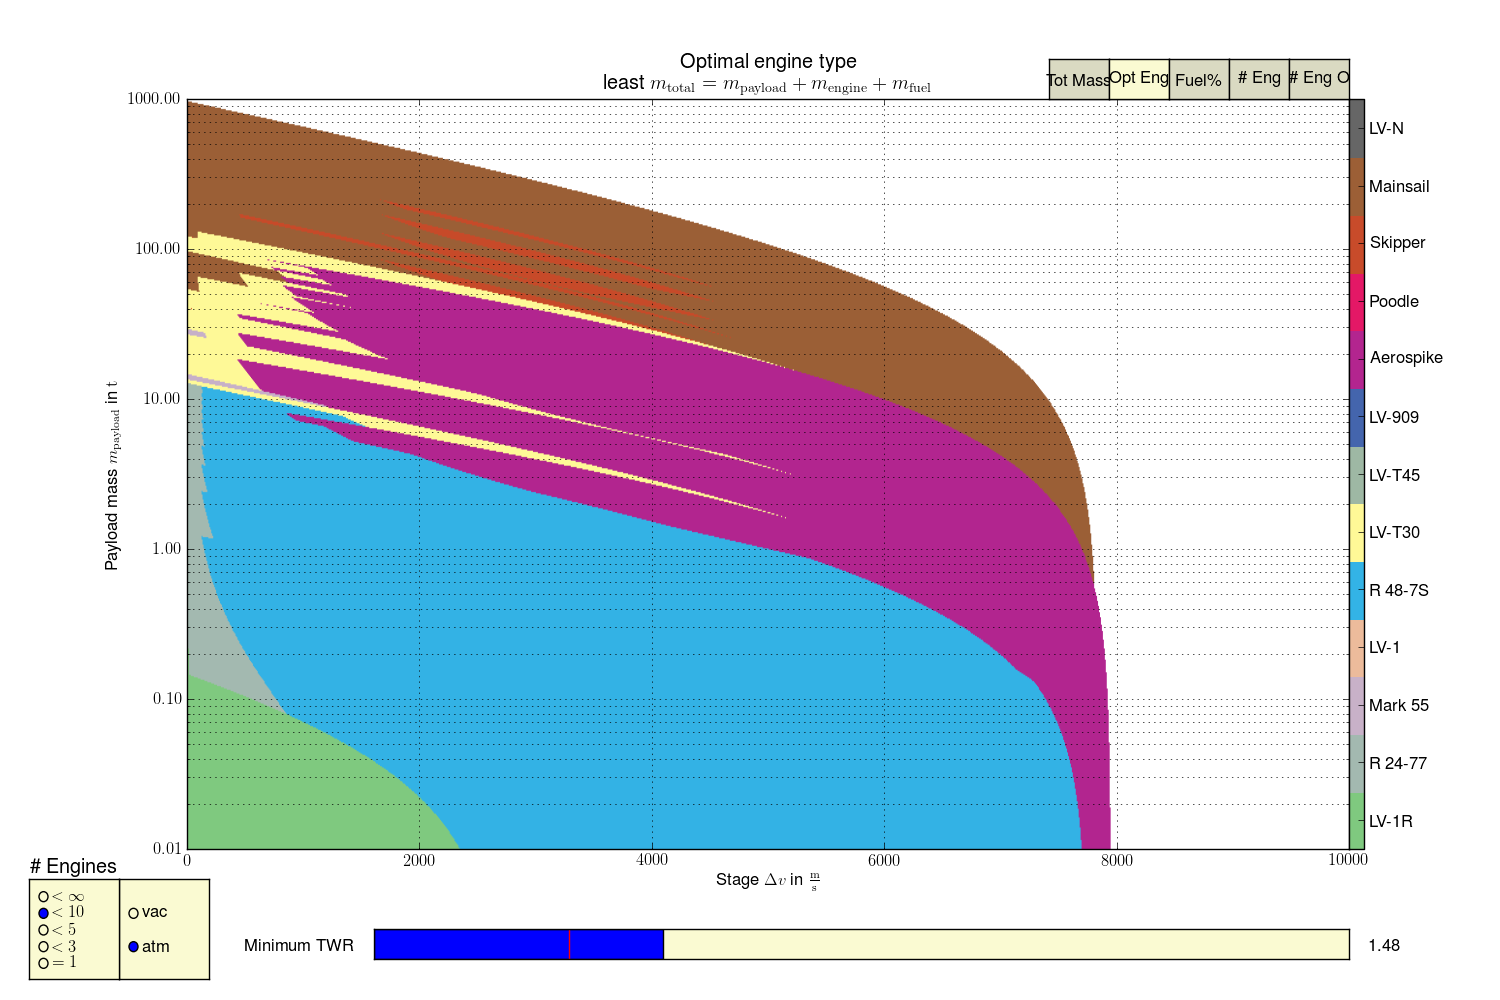 Optimal engine type
least m_total = m_payload + m_engine + m_fuel
Tot Mass Opt Eng Fuel% # Eng # Eng O
1000.00
100.00
10.00
1.00
0.10
0.01
Payload mass m_payload in t
0 2000 4000 6000 8000 10000
Stage Δv in m/s
LV-N
Mainsail
Skipper
Poodle
Aerospike
LV-909
LV-T45
LV-T30
R 48-7S
LV-1
Mark 55
R 24-77
LV-1R
# Engines
< ∞
< 10
< 5
< 3
= 1
vac
atm
Minimum TWR 1.48